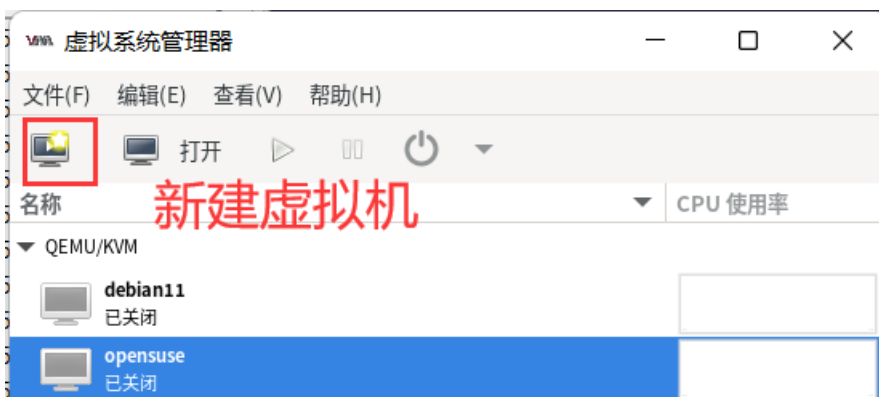 虚拟系统管理器
文件(F) 编辑(E) 查看(V) 帮助(H)
打开
新建虚拟机
名称 CPU 使用率
QEMU/KVM
debian11
已关闭
opensuse
已关闭